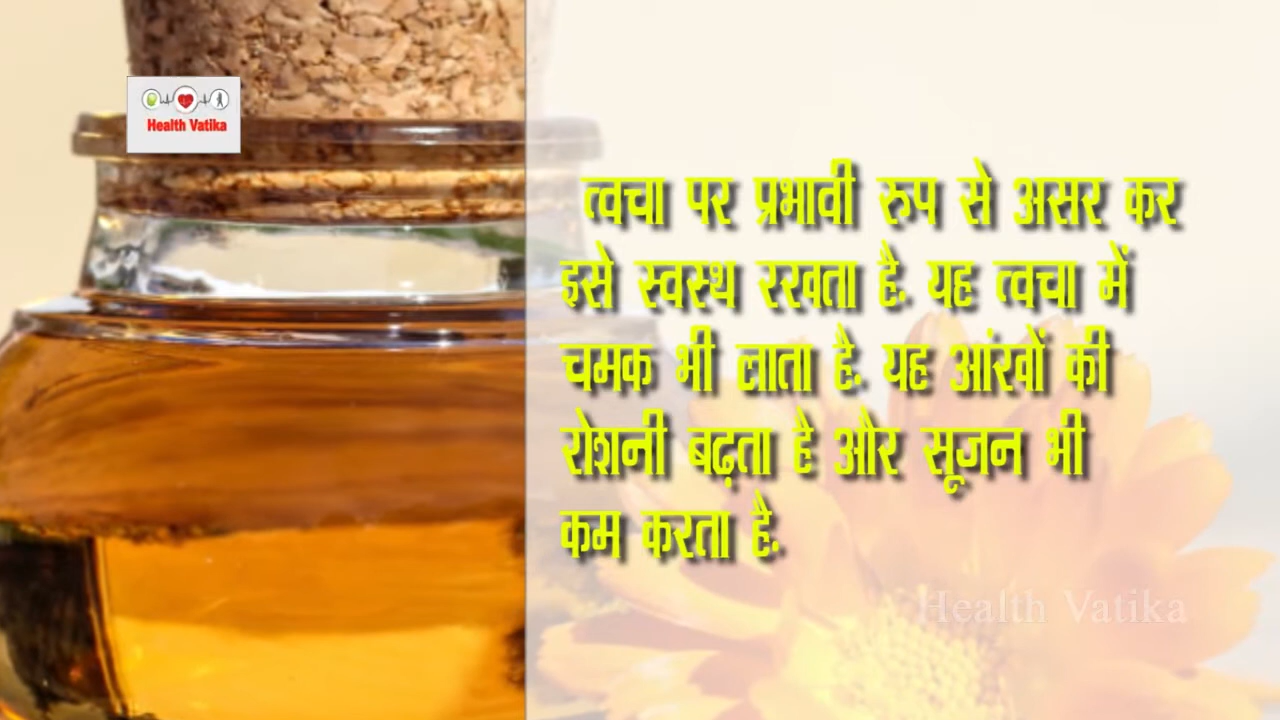 Health Vatika
त्वचा पर प्रभावी रुप से असर कर
इसे स्वस्थ रखता है. यह त्वचा में
चमक भी लाता है. यह आंखों की
रोशनी बढ़ता है और सूजन भी
कम करता है.
Health Vatika